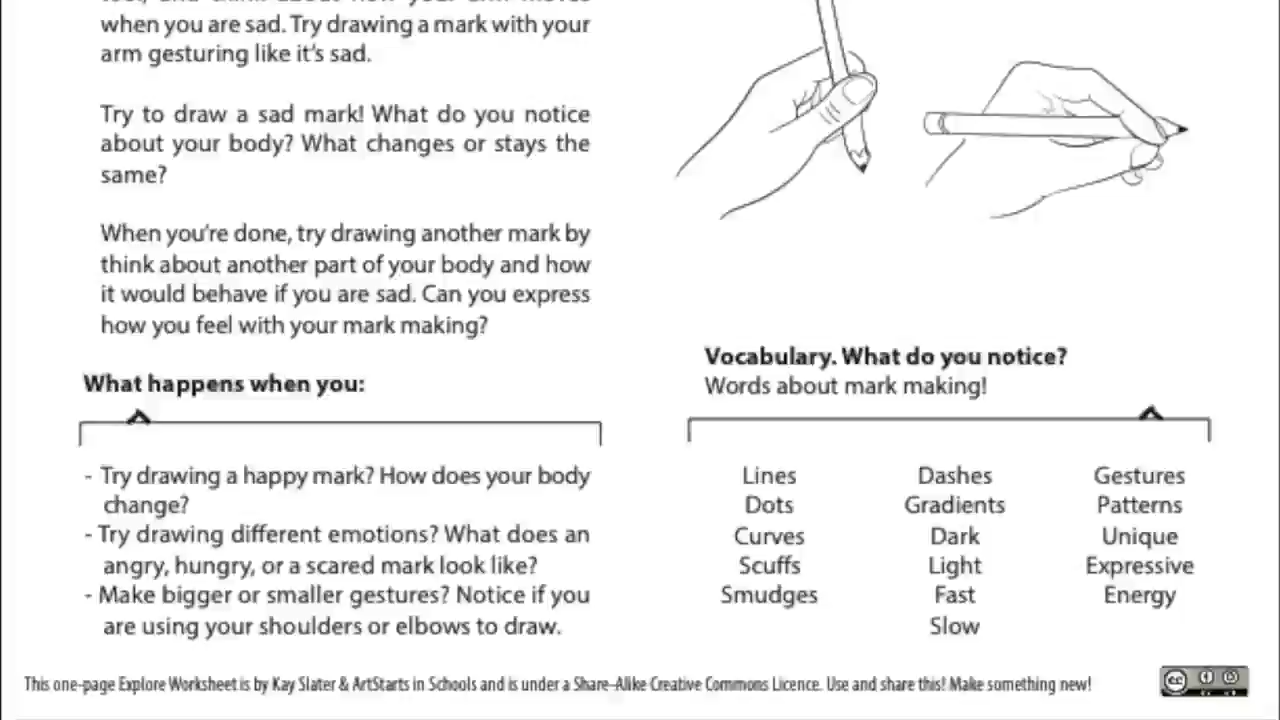 when you are sad. Try drawing a mark with your
arm gesturing like it's sad.
Try to draw a sad mark! What do you notice
about your body? What changes or stays the
same?
When you're done, try drawing another mark by
think about another part of your body and how
it would behave if you are sad. Can you express
how you feel with your mark making?
What happens when you:
- Try drawing a happy mark? How does your body
change?
- Try drawing different emotions? What does an
angry, hungry, or a scared mark look like?
- Make bigger or smaller gestures? Notice if you
are using your shoulders or elbows to draw.
Vocabulary. What do you notice?
Words about mark making!
Lines
Dots
Curves
Scuffs
Smudges
Dashes
Gradients
Dark
Light
Fast
Slow
Gestures
Patterns
Unique
Expressive
Energy
This one-page Explore Worksheet is by Kay Slater & ArtStarts in Schools and is under a Share-Alike Creative Commons Licence. Use and share this! Make something new!
cc